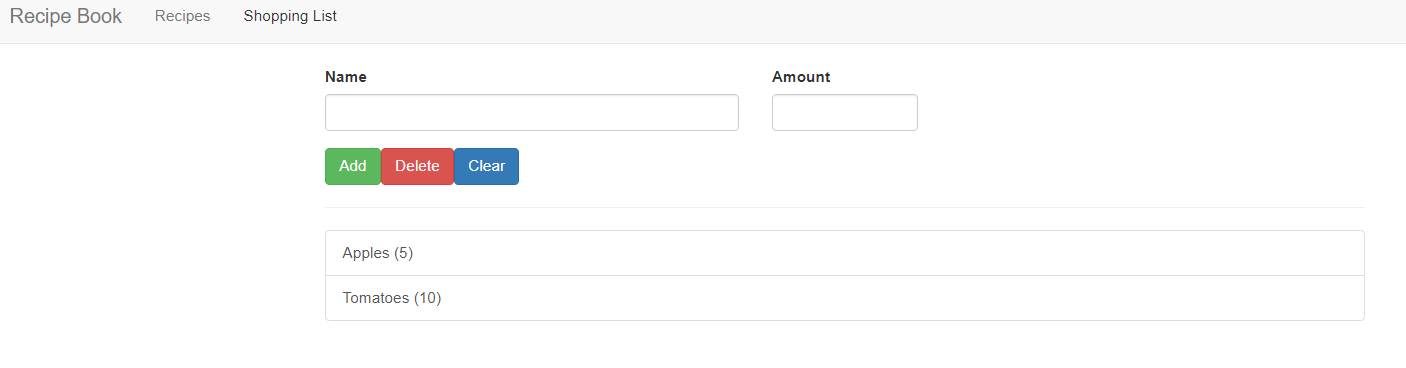 Recipe Book Recipes Shopping List
Name Amount
Add Delete Clear
Apples (5)
Tomatoes (10)